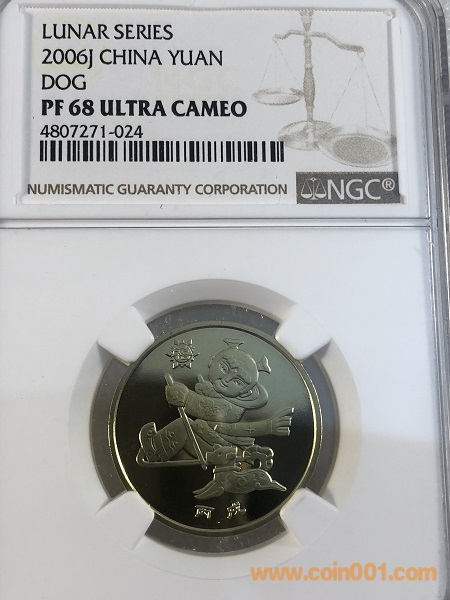 LUNAR SERIES
2006J CHINA YUAN
DOG
PF 68 ULTRA CAMEO
4807271-024
NUMISMATIC GUARANTY CORPORATION
NGC®
丙戌
www.coin001.com